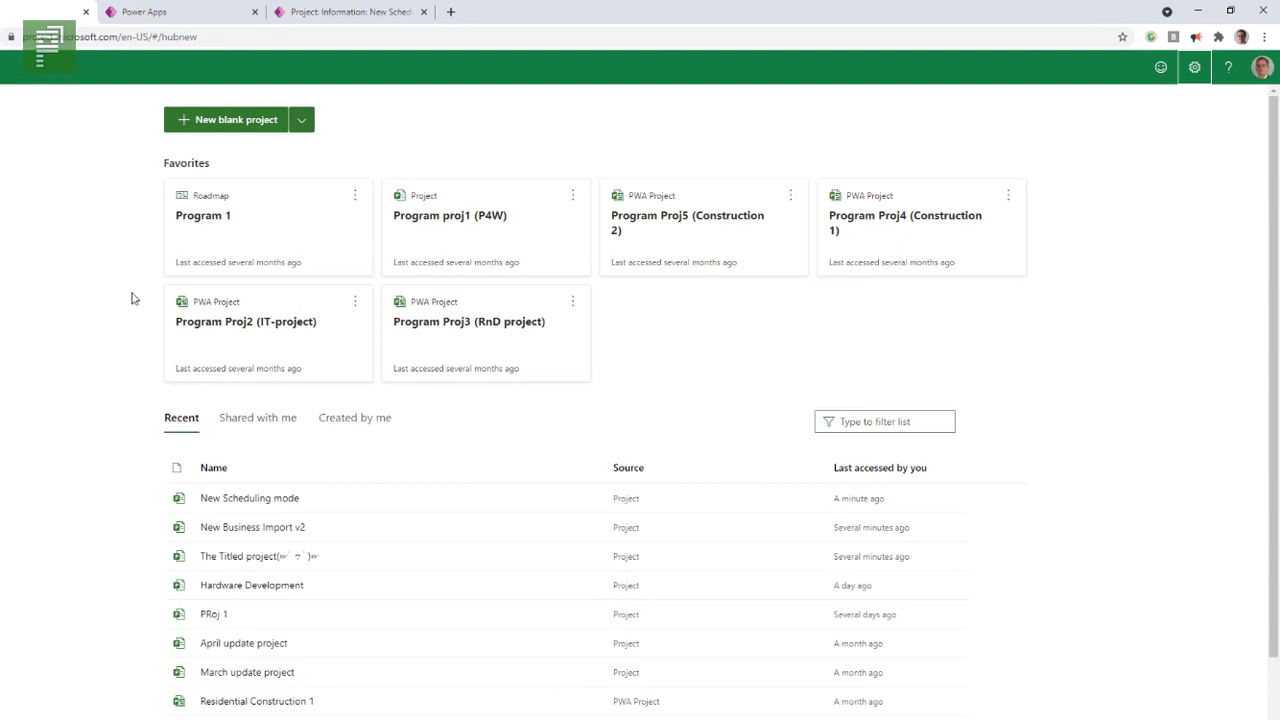 Power Apps
Project: Information: New Sched
microsoft.com/en-US/#/hubnew
New blank project
Favorites
Roadmap
Program 1
Last accessed several months ago
Project
Program proj1 (P4W)
Last accessed several months ago
PWA Project
Program Proj5 (Construction
2)
Last accessed several months ago
PWA Project
Program Proj4 (Construction
1)
Last accessed several months ago
PWA Project
Program Proj2 (IT-project)
Last accessed several months ago
PWA Project
Program Proj3 (RnD project)
Last accessed several months ago
Recent Shared with me Created by me Type to filter list
Name Source Last accessed by you
New Scheduling mode Project A minute ago
New Business Import v2 Project Several minutes ago
The Titled project Project Several minutes ago
Hardware Development Project A day ago
PRoj 1 Project Several days ago
April update project Project A month ago
March update project Project A month ago
Residential Construction 1 PWA Project A month ago